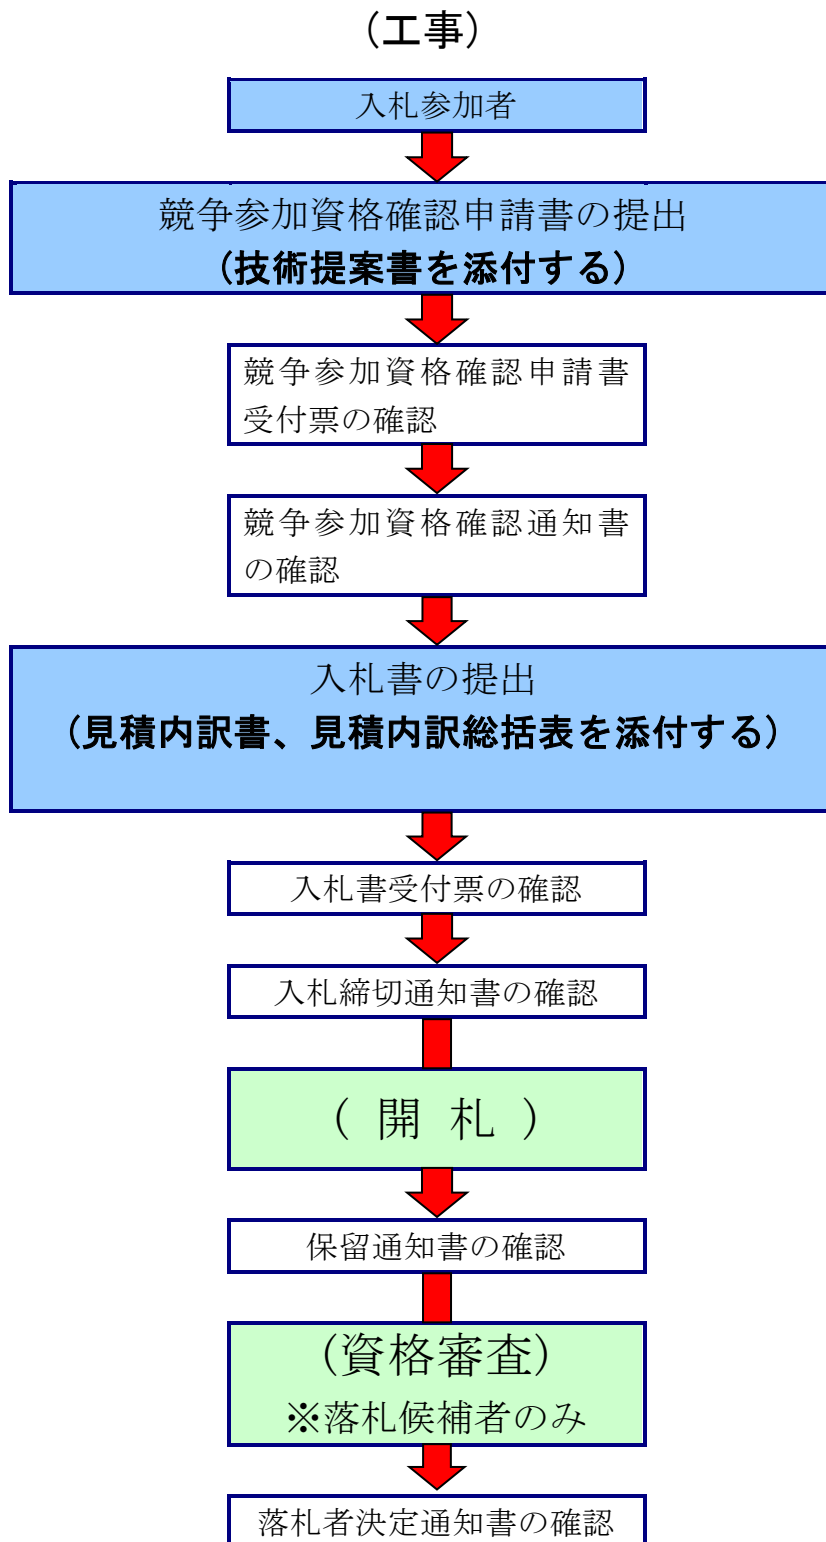 (工事)
入札参加者
競争参加資格確認申請書の提出
(技術提案書を添付する)
競争参加資格確認申請書
受付票の確認
競争参加資格確認通知書
の確認
入札書の提出
(見積内訳書、見積内訳総括表を添付する)
入札書受付票の確認
入札締切通知書の確認
( 開 札 )
保留通知書の確認
(資格審査)
※落札候補者のみ
落札者決定通知書の確認